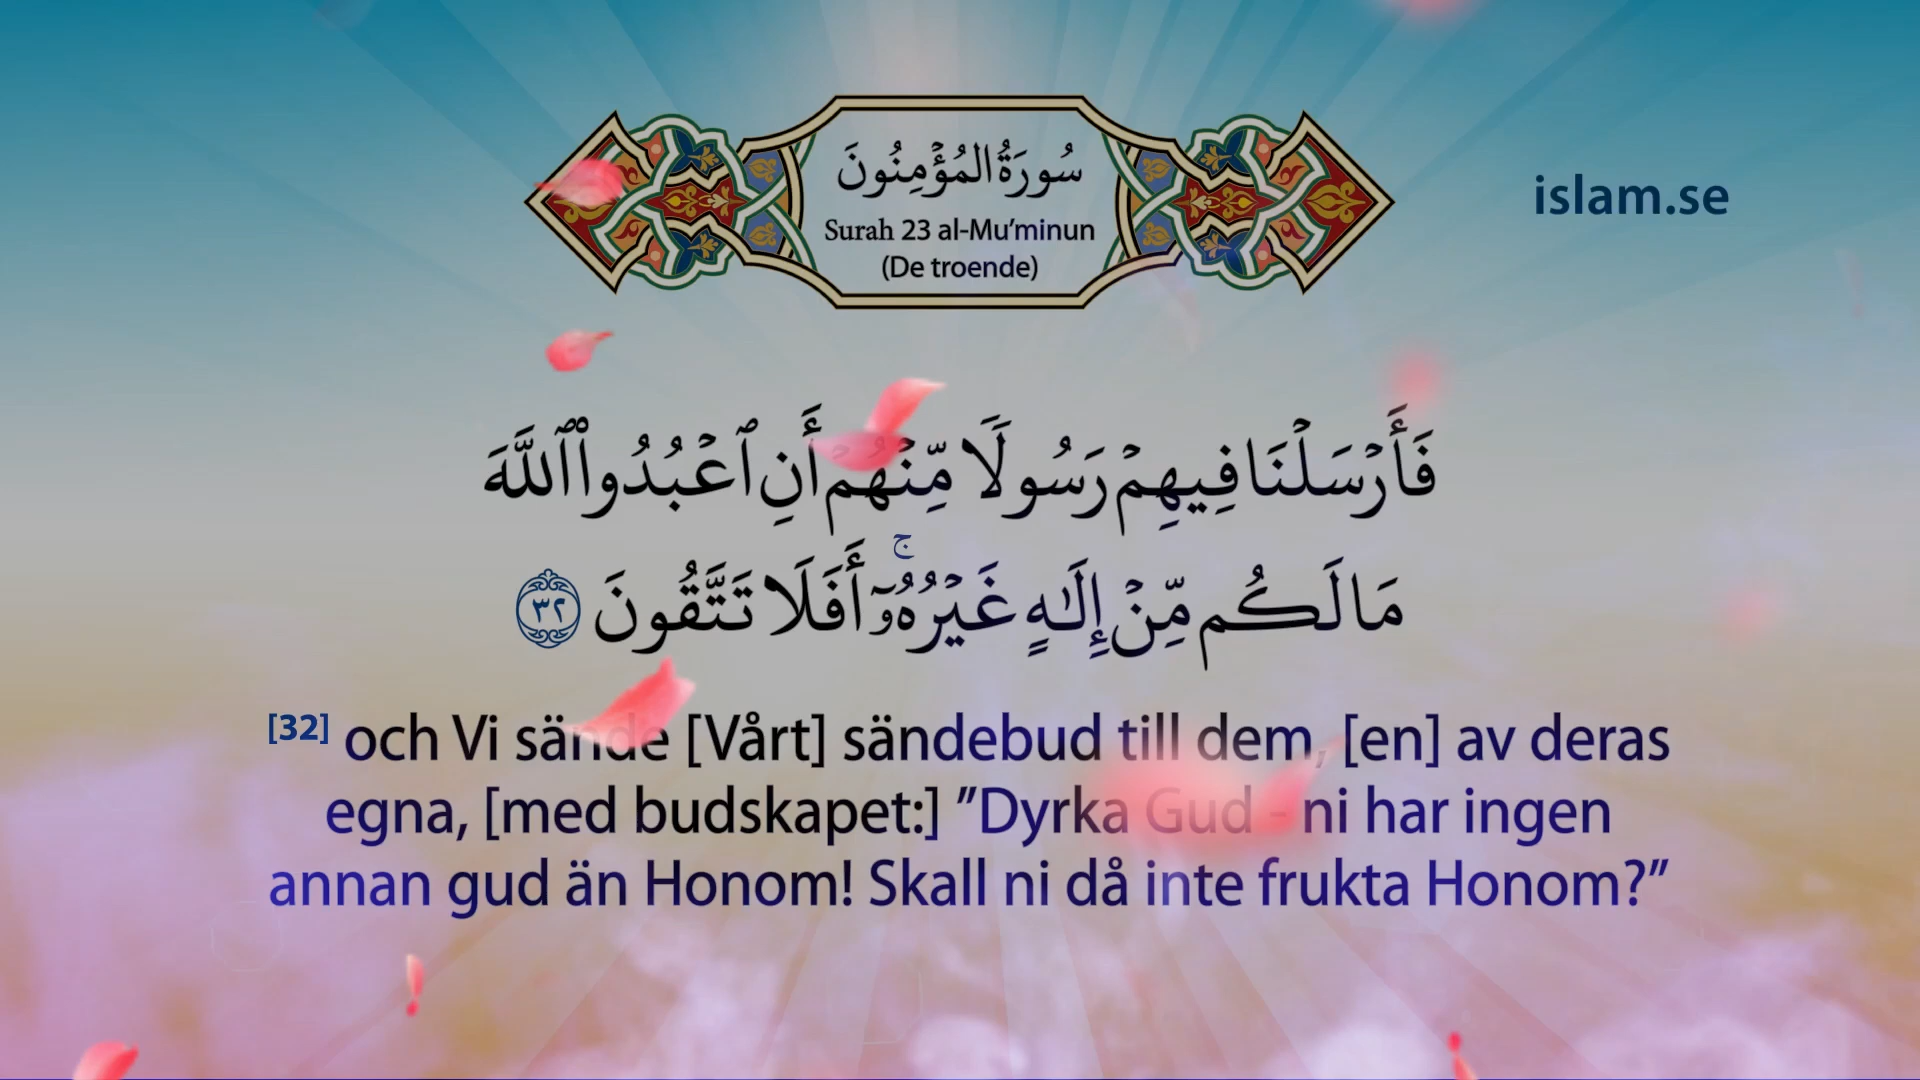 سُورَةُ المُؤْمِنُونَ
Surah 23 al-Mu’minun
(De troende)
islam.se
فَأَرْسَلْنَا فِيهِمْ رَسُولًا مِّنْهُمْ أَنِ ٱعْبُدُوا۟ ٱللَّهَ
مَا لَكُم مِّنْ إِلَـٰهٍ غَيْرُهُۥٓ ۚ أَفَلَا تَتَّقُونَ ٣٢
[32] och Vi sände [Vårt] sändebud till dem, [en] av deras
egna, [med budskapet:] ”Dyrka Gud - ni har ingen
annan gud än Honom! Skall ni då inte frukta Honom?”